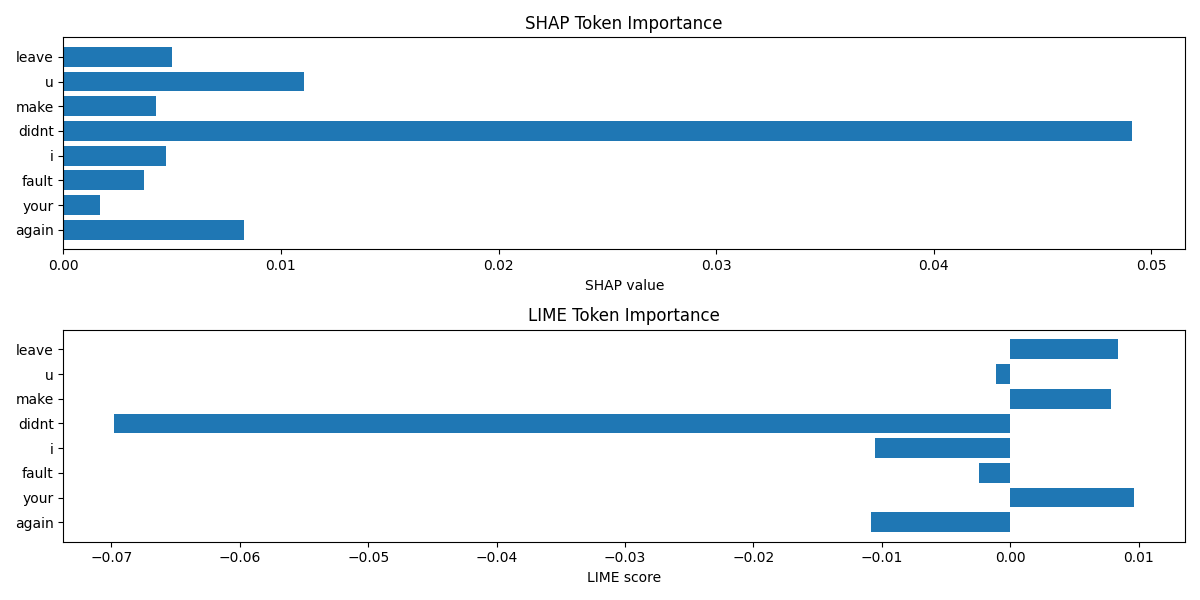 SHAP Token Importance
leave
u
make
didnt
i
fault
your
again
0.00 0.01 0.02 0.03 0.04 0.05
SHAP value
LIME Token Importance
leave
u
make
didnt
i
fault
your
again
−0.07 −0.06 −0.05 −0.04 −0.03 −0.02 −0.01 0.00 0.01
LIME score